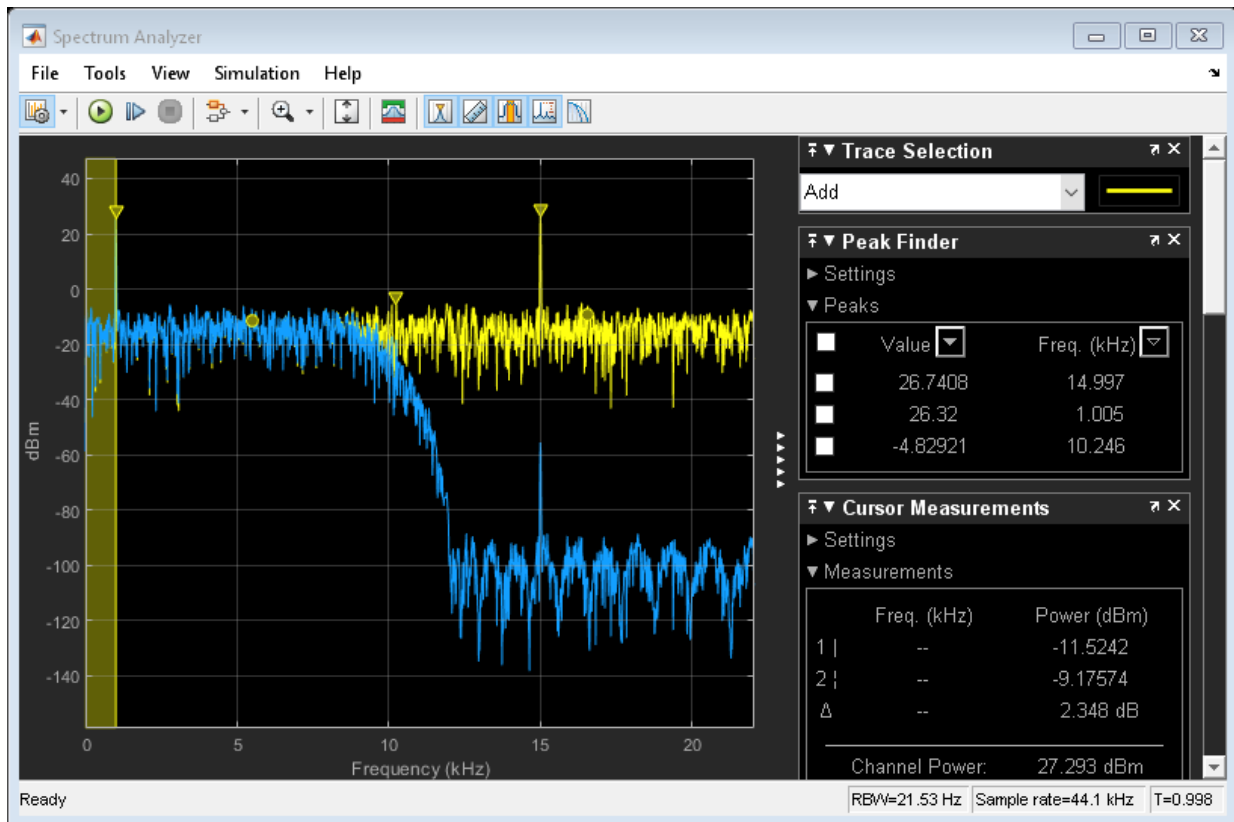 Spectrum Analyzer
File Tools View Simulation Help
40
20
0
-20
-40
-60
-80
-100
-120
-140
dBm
0 5 10 15 20
Frequency (kHz)
Trace Selection
Add
Peak Finder
Settings
Peaks
Value Freq. (kHz)
26.7408 14.997
26.32 1.005
-4.82921 10.246
Cursor Measurements
Settings
Measurements
Freq. (kHz) Power (dBm)
1 | -- -11.5242
2 ¦ -- -9.17574
Δ -- 2.348 dB
Channel Power: 27.293 dBm
Ready RBW=21.53 Hz Sample rate=44.1 kHz T=0.998